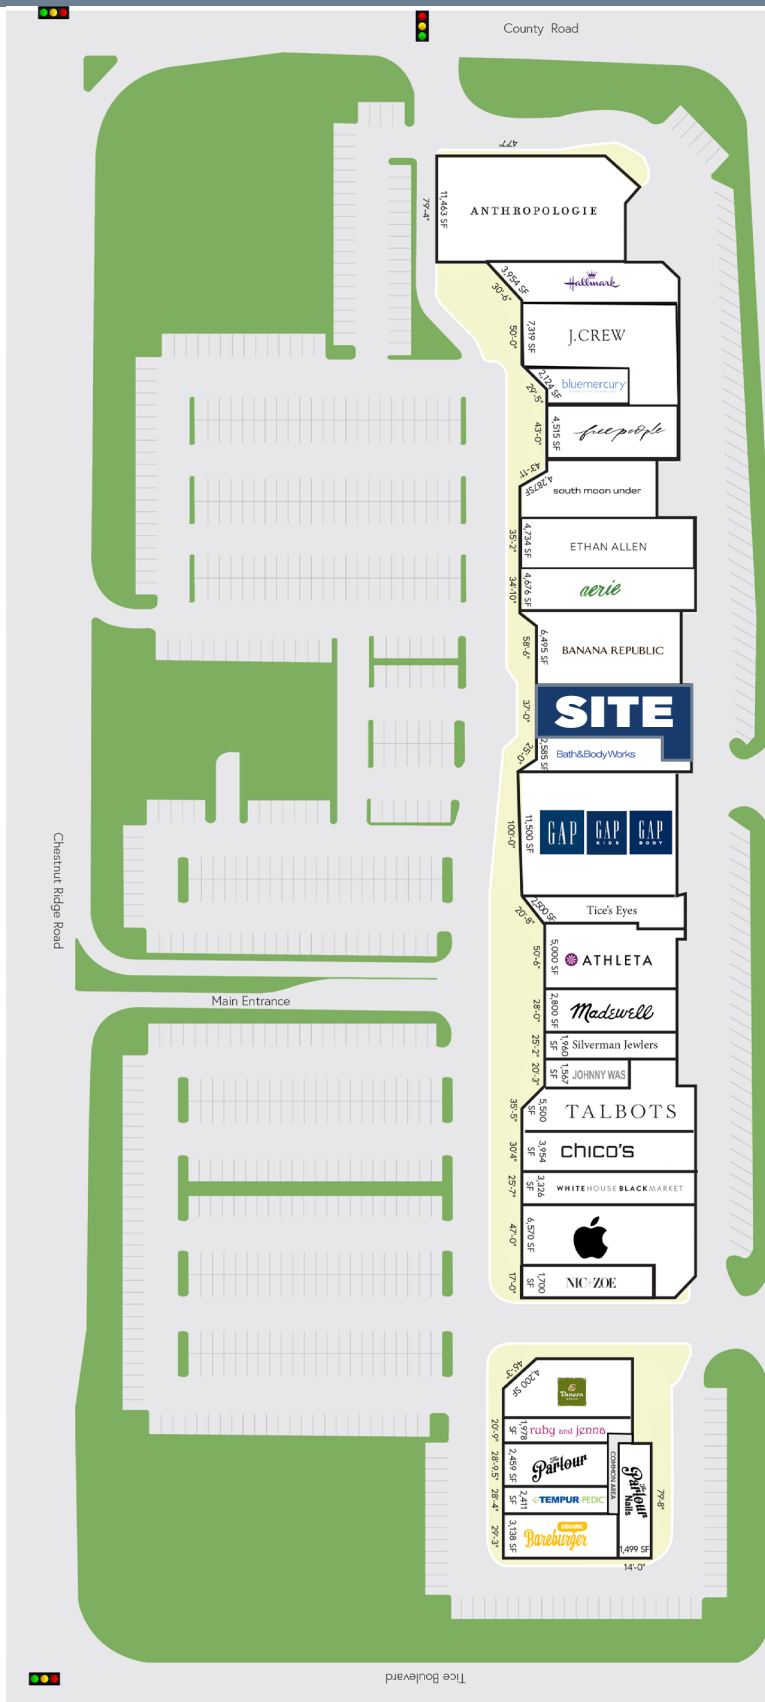 County Road
47'7"
ANTHROPOLOGIE
11,463 SF
79'-4"
Hallmark
3,954 SF
30'-6"
J.CREW
7,319 SF
50'-0"
bluemercury
2,124 SF
29'-5"
free people
4,515 SF
43'-0"
south moon under
4,287SF
43'-11"
ETHAN ALLEN
4,734 SF
35'-2"
aerie
4,676 SF
34'-10"
BANANA REPUBLIC
6,495 SF
58'-6"
SITE
37'-0"
Bath&BodyWorks
2,585 SF
25'-0"
GAP
GAP
KIDS
GAP
BODY
11,500 SF
100'-0"
Tice's Eyes
2,500 SF
20'-8"
Chestnut Ridge Road
ATHLETA
5,000 SF
50'-6"
Main Entrance
Madewell
2,800 SF
28'-0"
Silverman Jewlers
1,960
SF
25'-2"
JOHNNY WAS
1,567
SF
20'-3"
TALBOTS
5,500
SF
35'-5"
chico's
3,954
SF
30'4"
WHITEHOUSEBLACKMARKET
3,326
SF
25'-7"
6,570 SF
47'-0"
NIC+ZOE
1,700
SF
17'-0"
Panera
4,200 SF
46'-3"
ruby and jenna
1,978
SF
20'-9"
The
Parlour
2,459 SF
28'-9.5"
COMMON AREA
The
Parlour
Nails
79'-8"
TEMPUR-PEDIC
2,411
SF
28'-4"
ORGANIC
Bareburger
3,138 SF
29'-3"
1,499 SF
14'-0"
Tice Boulevard